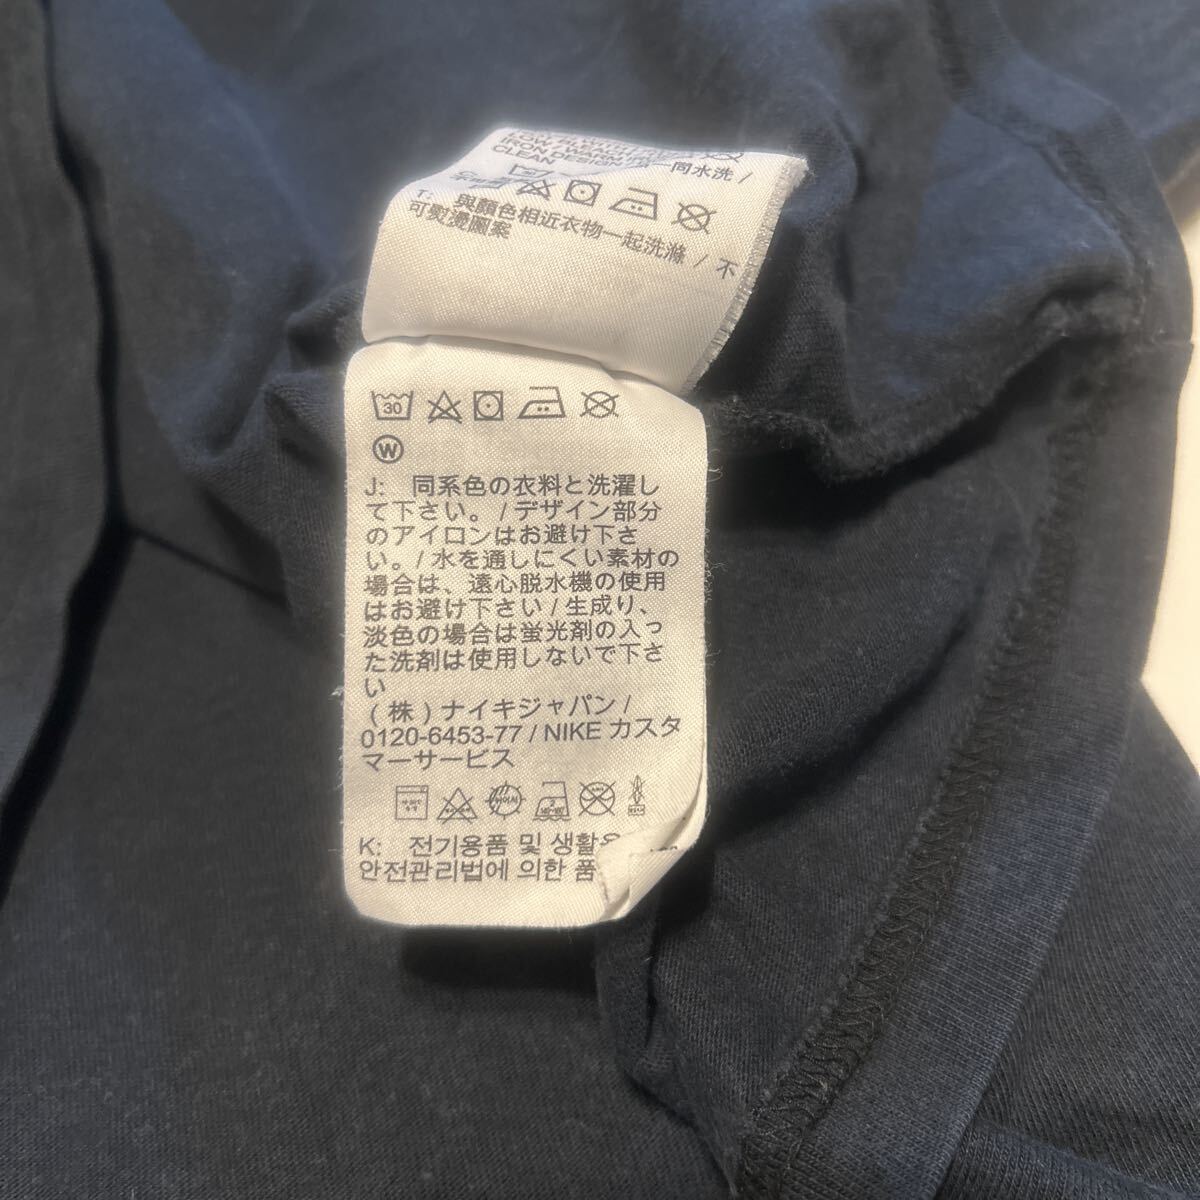 LOW / WARM
IRON DESIG
CLEAN
同水洗 /
T: 與顏色相近衣物一起洗滌 / 不
可熨燙圖案
30
W
J: 同系色の衣料と洗濯し
て下さい。/ デザイン部分
のアイロンはお避け下さ
い。/ 水を通しにくい素材の
場合は、遠心脱水機の使用
はお避け下さい / 生成り、
淡色の場合は蛍光剤の入っ
た洗剤は使用しないで下さ
い
(株) ナイキジャパン /
0120-6453-77 / NIKE カスタ
マーサービス
K: 전기용품 및 생활용
안전관리법에 의한 품